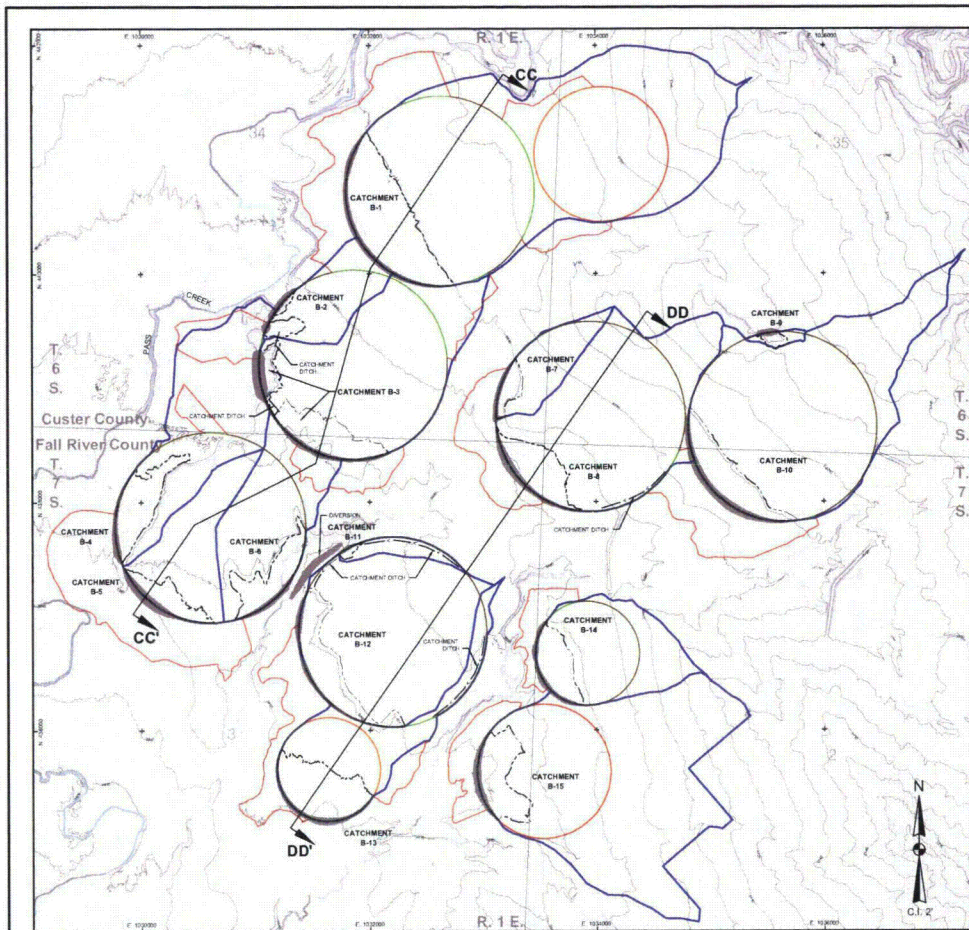 R. 1 E.
CC
34
35
CATCHMENT
B-1
CATCHMENT
B-2
CREEK
PASS
CATCHMENT
DITCH
CATCHMENT B-3
CATCHMENT DITCH
CATCHMENT
B-7
DD
CATCHMENT
B-9
T.
6
S.
T.
6
S.
Custer County
Fall River County
T.
7
S.
T.
7
S.
CATCHMENT
B-8
CATCHMENT
B-10
CATCHMENT DITCH
DIVERSION
CATCHMENT
B-11
CATCHMENT
B-4
CATCHMENT
B-6
CATCHMENT
B-5
CATCHMENT DITCH
CC'
CATCHMENT
B-12
CATCHMENT
DITCH
CATCHMENT
B-14
CATCHMENT
B-15
DD'
CATCHMENT
B-13
2
N
C.I. 2'
R. 1 E.